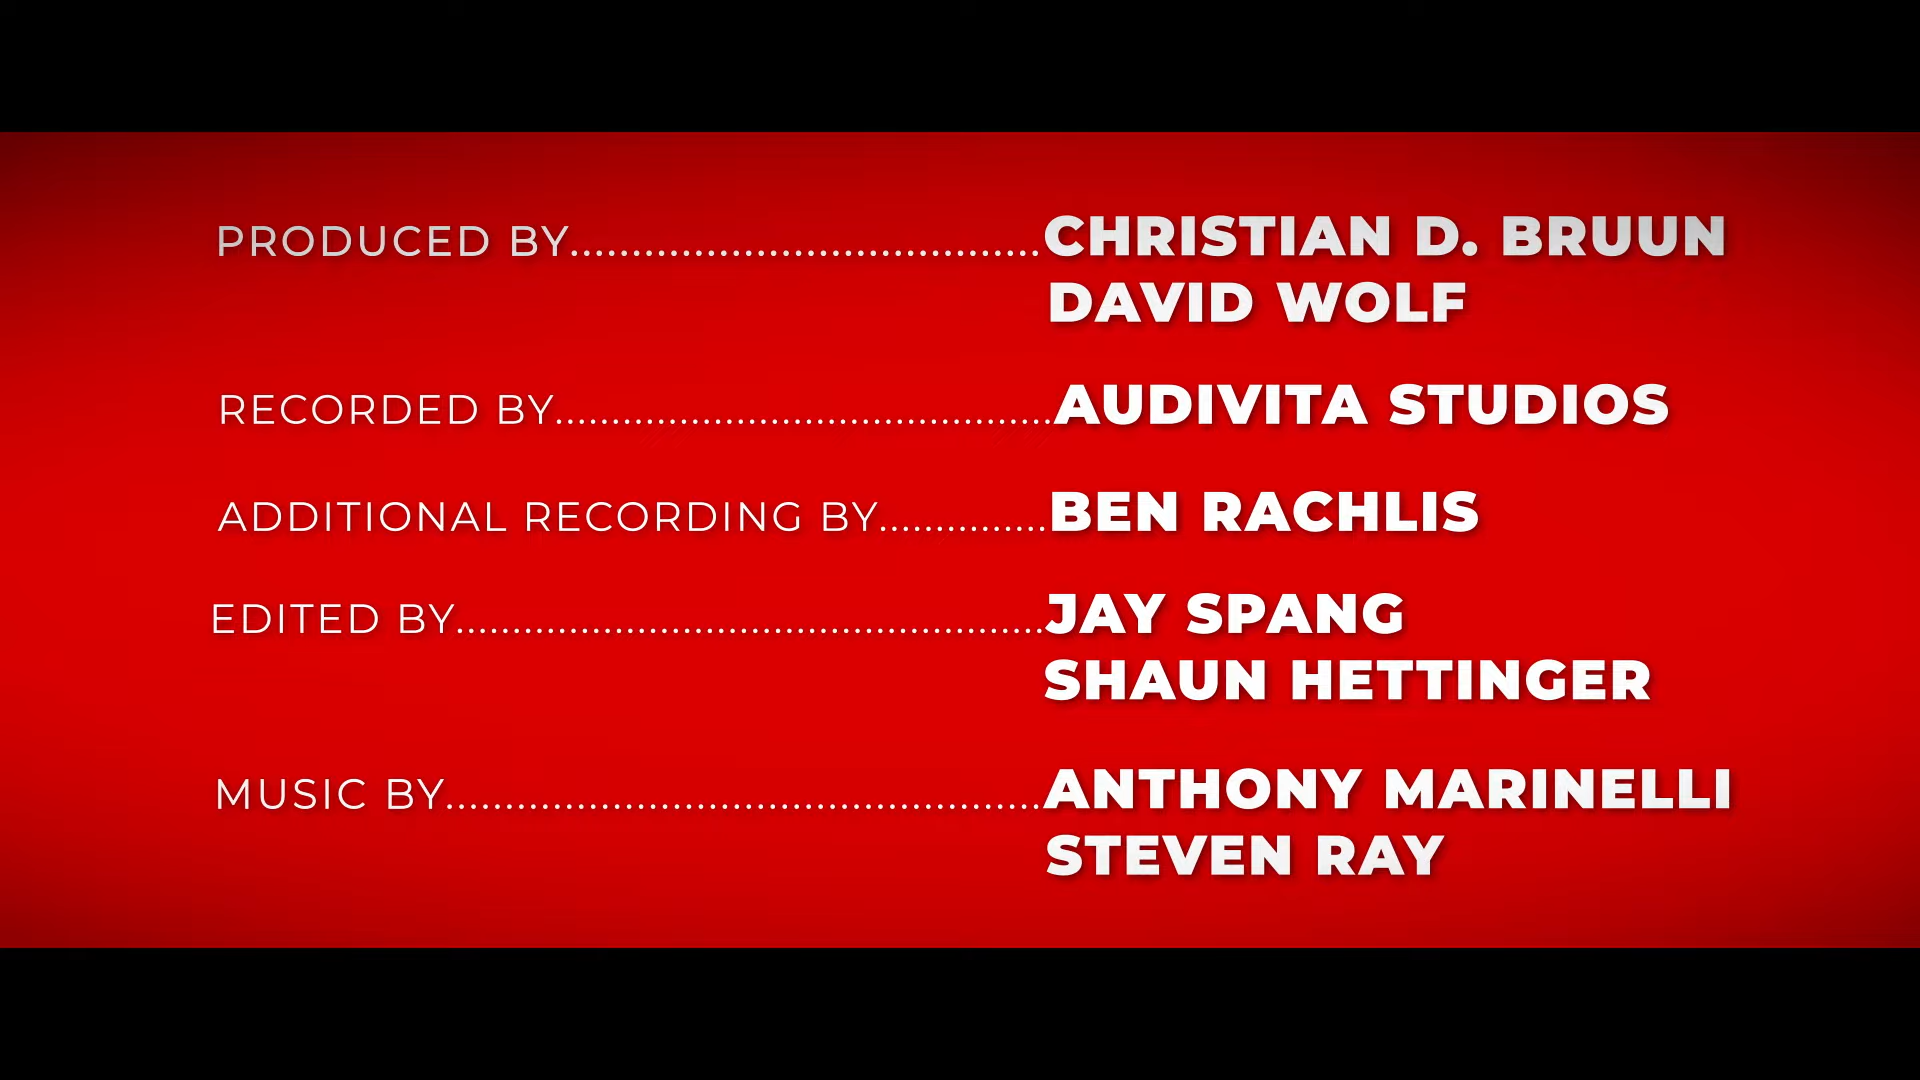 PRODUCED BY......................................CHRISTIAN D. BRUUN
DAVID WOLF
RECORDED BY........................................AUDIVITA STUDIOS
ADDITIONAL RECORDING BY...............BEN RACHLIS
EDITED BY................................................JAY SPANG
SHAUN HETTINGER
MUSIC BY.................................................ANTHONY MARINELLI
STEVEN RAY